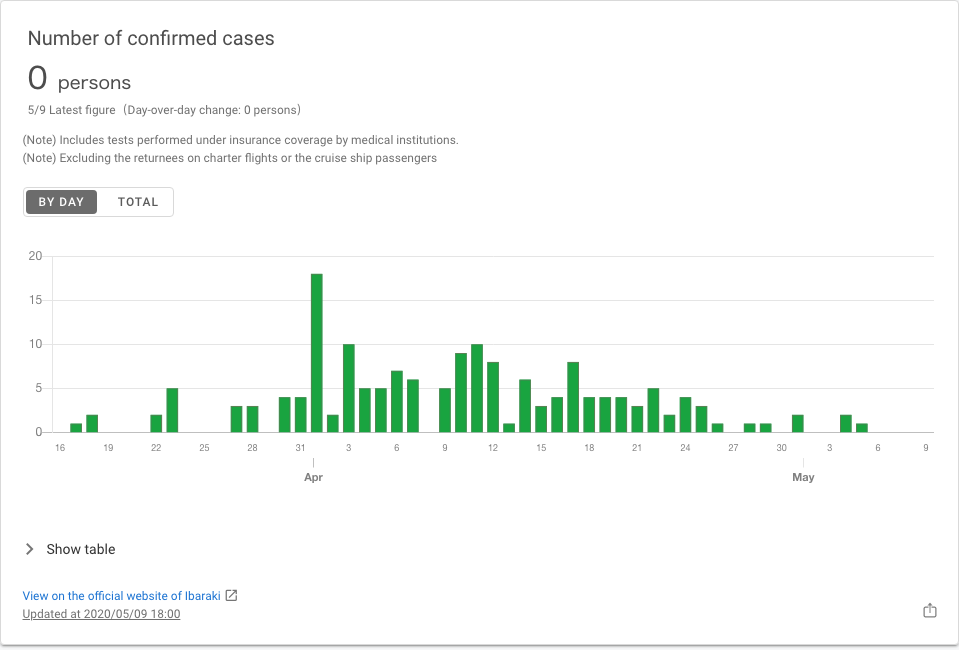 Number of confirmed cases
0 persons
5/9 Latest figure (Day-over-day change: 0 persons)
(Note) Includes tests performed under insurance coverage by medical institutions.
(Note) Excluding the returnees on charter flights or the cruise ship passengers
BY DAY TOTAL
20
15
10
5
0
16 19 22 25 28 31 3 6 9 12 15 18 21 24 27 30 3 6 9
Apr May
Show table
View on the official website of Ibaraki
Updated at 2020/05/09 18:00